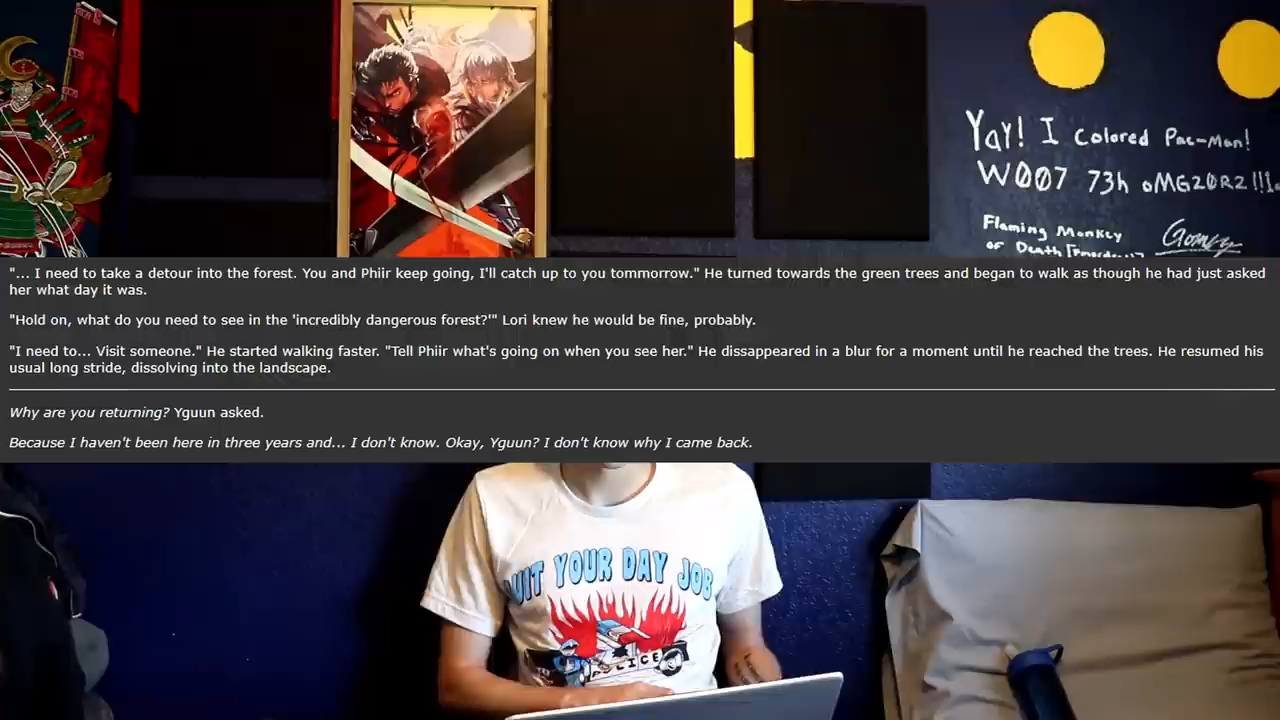 Yay! I Colored Pac-Man!
W007 73h oMG20R2!!!
Flaming Monkey
of Death
"... I need to take a detour into the forest. You and Phiir keep going, I'll catch up to you tommorrow." He turned towards the green trees and began to walk as though he had just asked
her what day it was.
"Hold on, what do you need to see in the 'incredibly dangerous forest?'" Lori knew he would be fine, probably.
"I need to... Visit someone." He started walking faster. "Tell Phiir what's going on when you see her." He dissappeared in a blur for a moment until he reached the trees. He resumed his
usual long stride, dissolving into the landscape.
Why are you returning? Yguun asked.
Because I haven't been here in three years and... I don't know. Okay, Yguun? I don't know why I came back.
UIT YOUR DAY JOB
POLICE